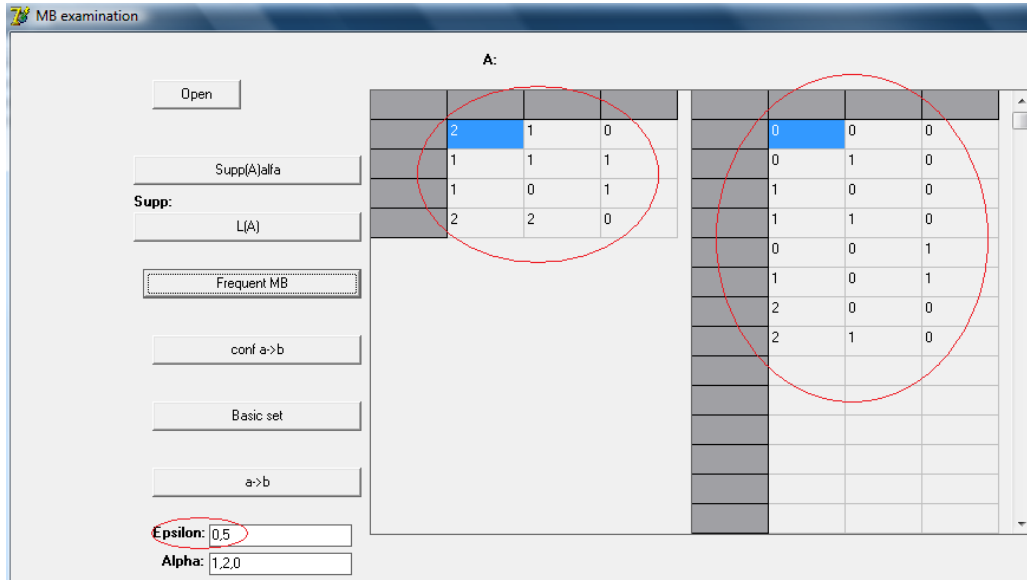 MB examination
A:
Open
Supp(A)alfa
Supp:
L(A)
Frequent MB
conf a->b
Basic set
a->b
Epsilon: 0,5
Alpha: 1,2,0
2 1 0
1 1 1
1 0 1
2 2 0
0 0 0
0 1 0
1 0 0
1 1 0
0 0 1
1 0 1
2 0 0
2 1 0